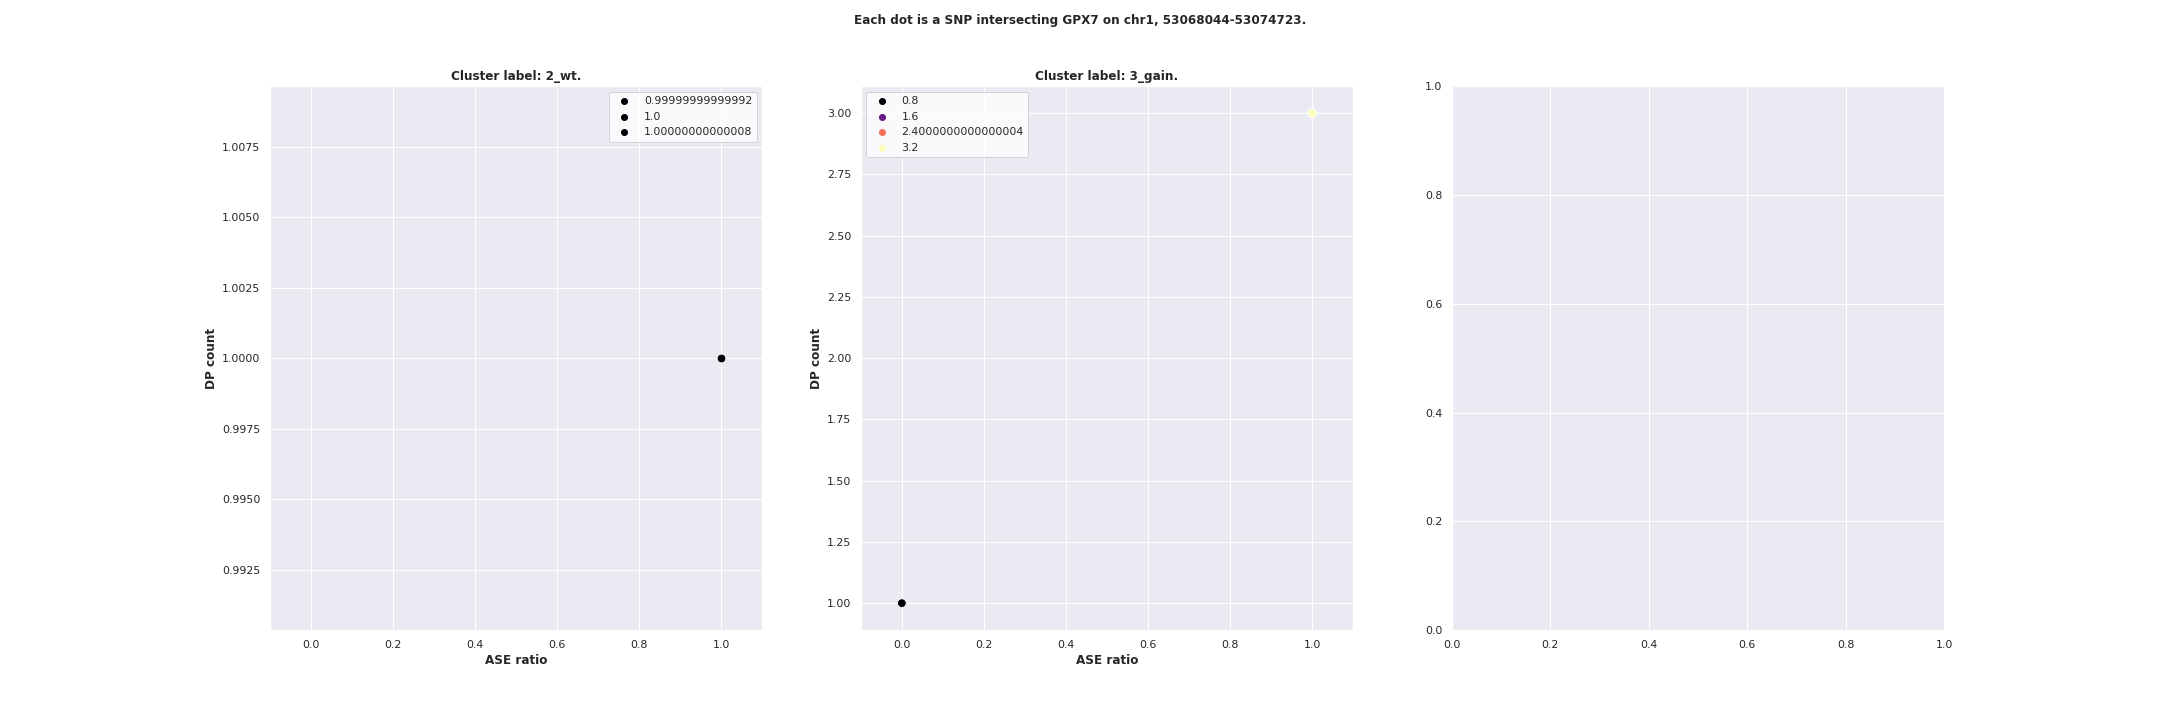 Each dot is a SNP intersecting GPX7 on chr1, 53068044-53074723.
Cluster label: 2_wt.
0.99999999999992
1.0
1.00000000000008
1.0075
1.0050
1.0025
1.0000
0.9975
0.9950
0.9925
DP count
0.0 0.2 0.4 0.6 0.8 1.0
ASE ratio
Cluster label: 3_gain.
0.8
1.6
2.4000000000000004
3.2
3.00
2.75
2.50
2.25
2.00
1.75
1.50
1.25
1.00
DP count
0.0 0.2 0.4 0.6 0.8 1.0
ASE ratio
1.0
0.8
0.6
0.4
0.2
0.0
0.0 0.2 0.4 0.6 0.8 1.0